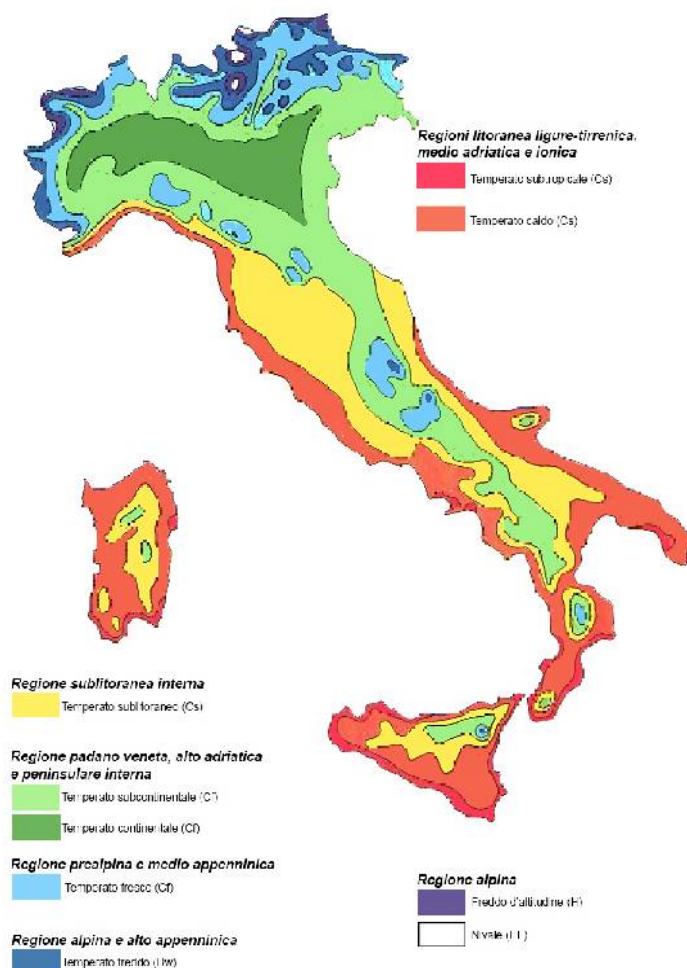 Regioni litoranea ligure-tirrenica,
medio adriatica e ionica
Temperato subtropicale (Cs)
Temperato caldo (Cs)
Regione sublitoranea interna
Temperato sublitoraneo (Cs)
Regione padano veneta, alto adriatica
e peninsulare interna
Temperato subcontinentale (Cf)
Temperato continentale (Cf)
Regione prealpina e medio appenninica
Temperato fresco (Cf)
Regione alpina e alto appenninica
Temperato freddo (Dw)
Regione alpina
Freddo d'altitudine (H)
Nivale